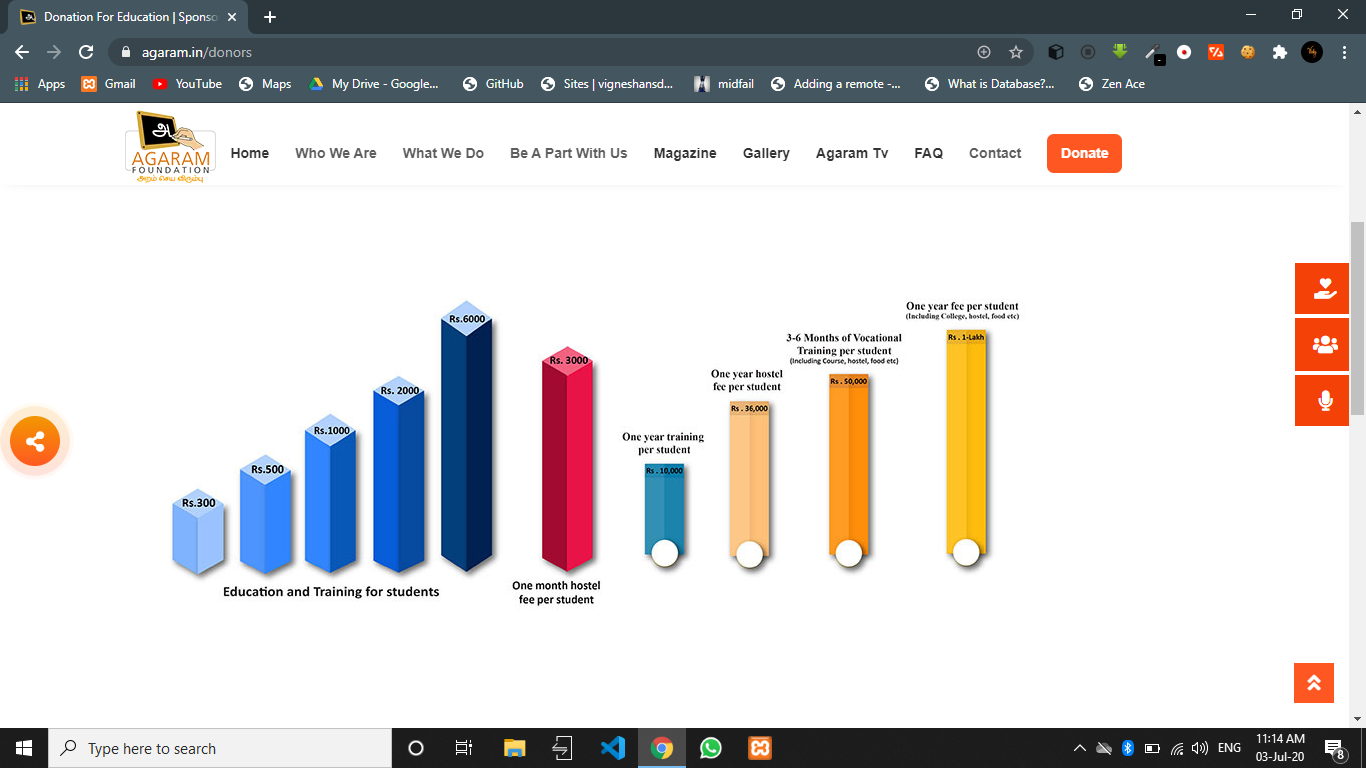 Donation For Education | Sponso
agaram.in/donors
Apps
Gmail
YouTube
Maps
My Drive - Google...
GitHub
Sites | vigneshansd...
midfail
Adding a remote -...
What is Database?...
Zen Ace
அ
AGARAM
FOUNDATION
அறம் செய விரும்பு
Home
Who We Are
What We Do
Be A Part With Us
Magazine
Gallery
Agaram Tv
FAQ
Contact
Donate
Rs.300
Rs.500
Rs.1000
Rs. 2000
Rs.6000
Education and Training for students
Rs. 3000
One month hostel
fee per student
One year training
per student
Rs . 10,000
One year hostel
fee per student
Rs . 36,000
3-6 Months of Vocational
Training per student
(Including Course, hostel, food etc)
Rs . 50,000
One year fee per student
(Including College, hostel, food etc)
Rs . 1-Lakh
Type here to search
ENG
11:14 AM
03-Jul-20
8